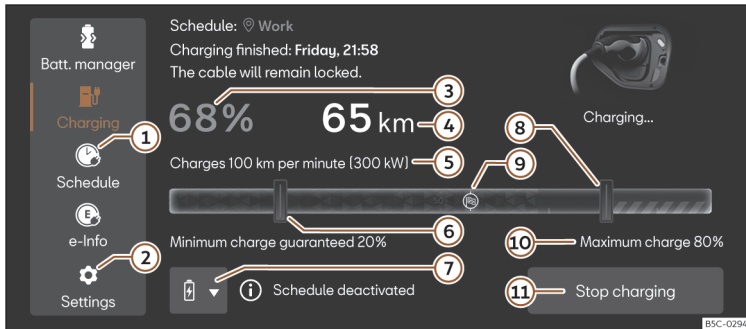 Batt. manager
Charging
1
Schedule
E
e-Info
2
Settings
Schedule: Work
Charging finished: Friday, 21:58
The cable will remain locked.
68%
3
65 km
4
Charges 100 km per minute (300 kW)
5
Charging...
8
9
6
Minimum charge guaranteed 20%
10
Maximum charge 80%
7
i Schedule deactivated
11
Stop charging
B5C-0294